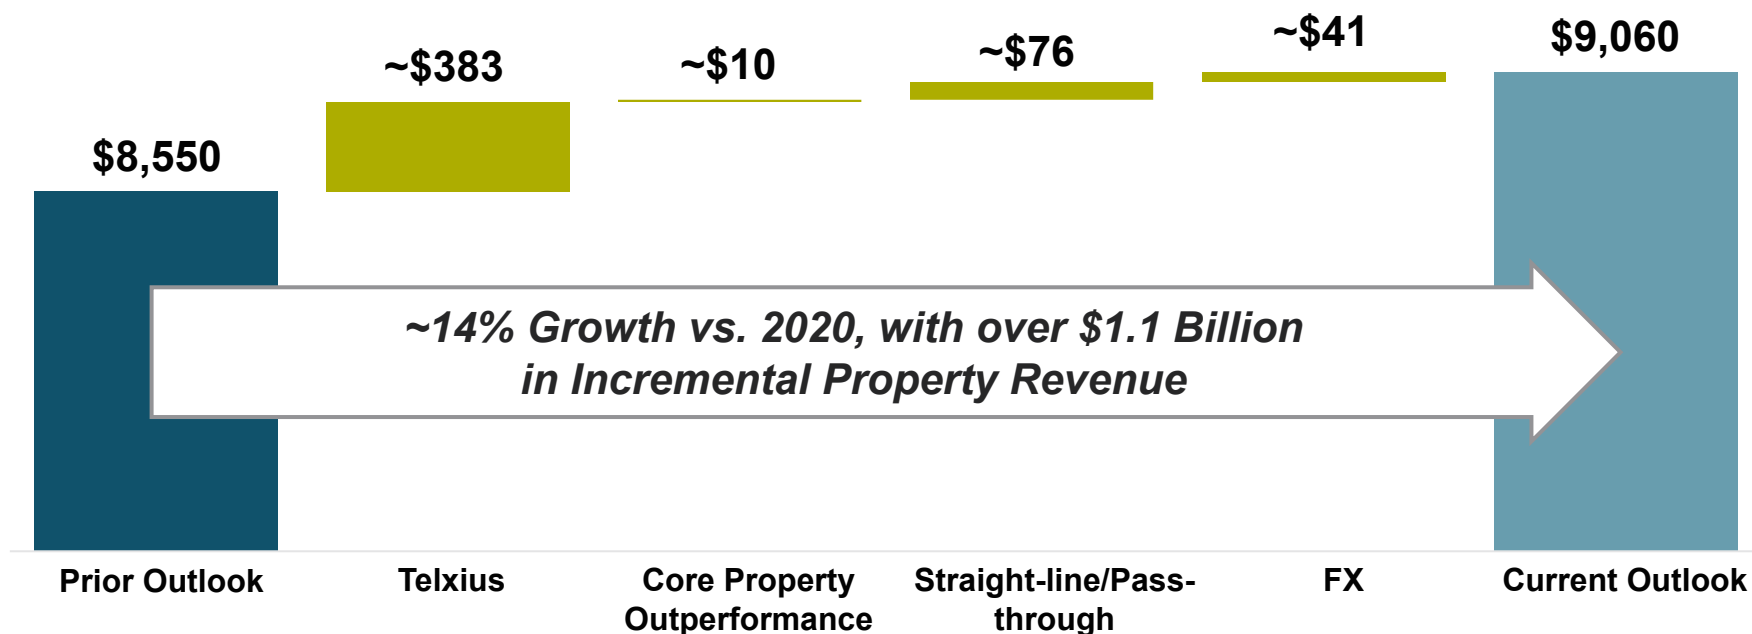 ~$383
~$10
~$76
~$41
$9,060
$8,550
~14% Growth vs. 2020, with over $1.1 Billion
in Incremental Property Revenue
Prior Outlook
Telxius
Core Property
Outperformance
Straight-line/Pass-
through
FX
Current Outlook